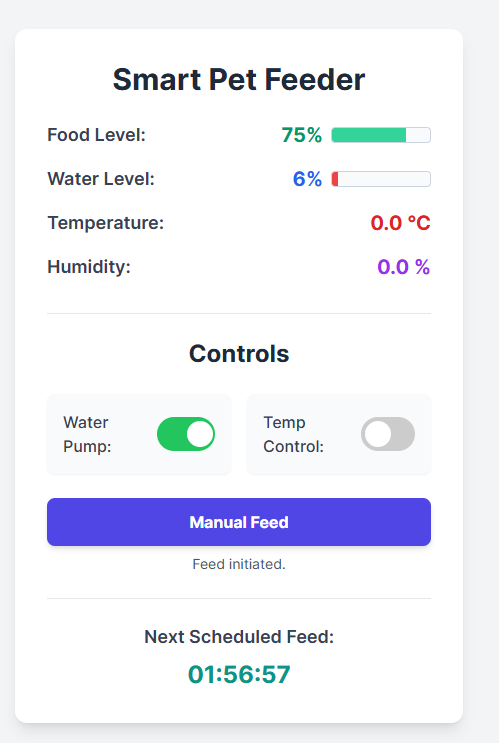 Smart Pet Feeder
Food Level: 75%
Water Level: 6%
Temperature: 0.0 °C
Humidity: 0.0 %
Controls
Water
Pump:
Temp
Control:
Manual Feed
Feed initiated.
Next Scheduled Feed:
01:56:57